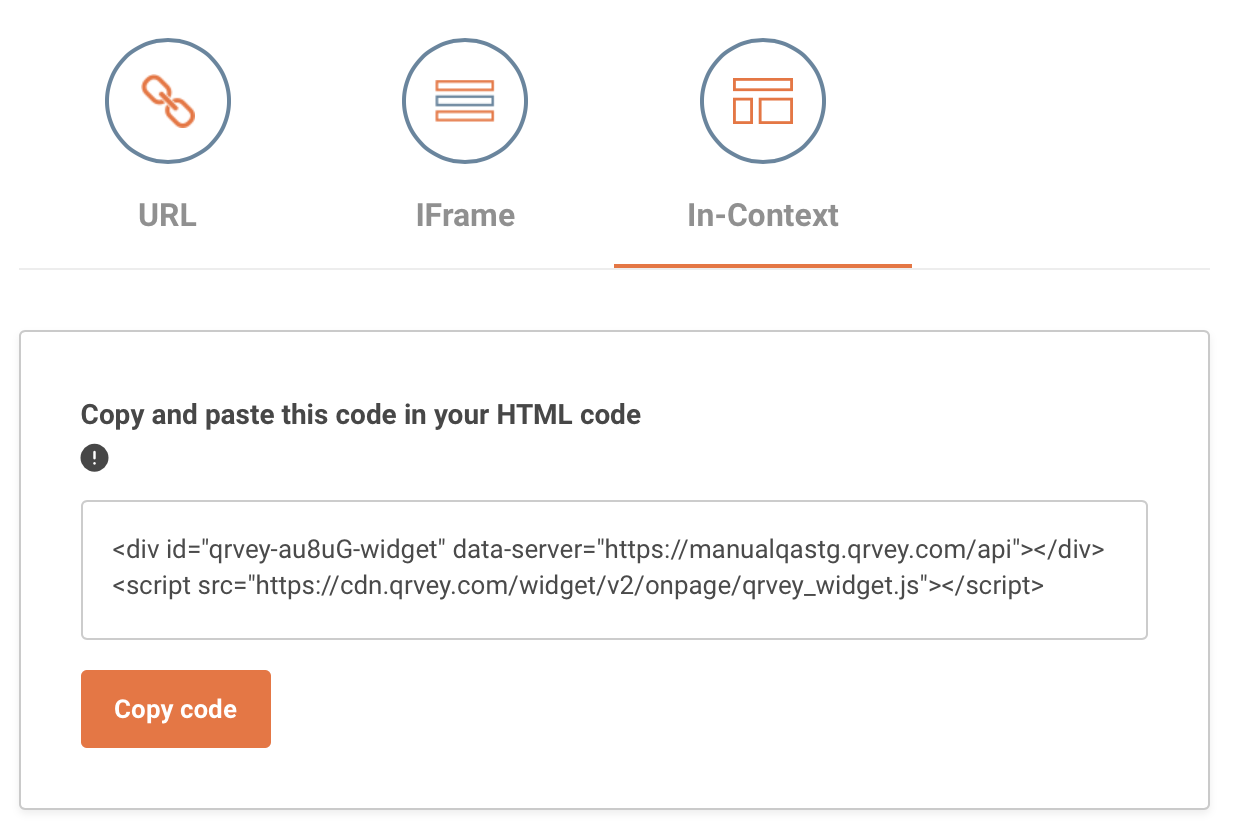 URL
IFrame
In-Context
Copy and paste this code in your HTML code
!
<div id="qrvey-au8uG-widget" data-server="https://manualqastg.qrvey.com/api"></div>
<script src="https://cdn.qrvey.com/widget/v2/onpage/qrvey_widget.js"></script>
Copy code